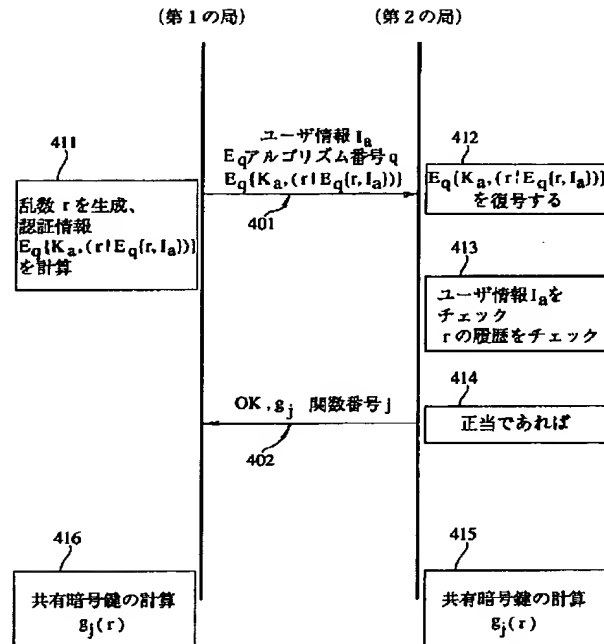 (第1の局)
(第2の局)
411
乱数 r を生成、
認証情報
Eq{Ka,(r|Eq{r,Ia})}
を計算
ユーザ情報 Ia
Eqアルゴリズム番号 q
Eq{Ka,(r|Eq{r,Ia})}
401
412
Eq{Ka,(r|Eq{r,Ia})}
を復号する
413
ユーザ情報 Iaを
チェック
r の履歴をチェック
OK,gj 関数番号 j
402
414
正当であれば
416
共有暗号鍵の計算
gj(r)
415
共有暗号鍵の計算
gj(r)